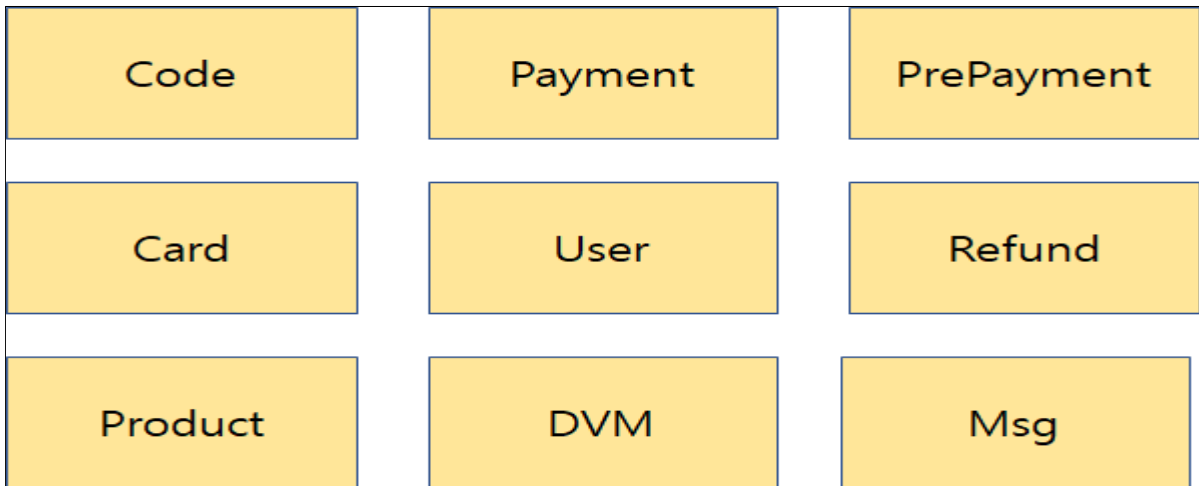 Code
Payment
PrePayment
Card
User
Refund
Product
DVM
Msg